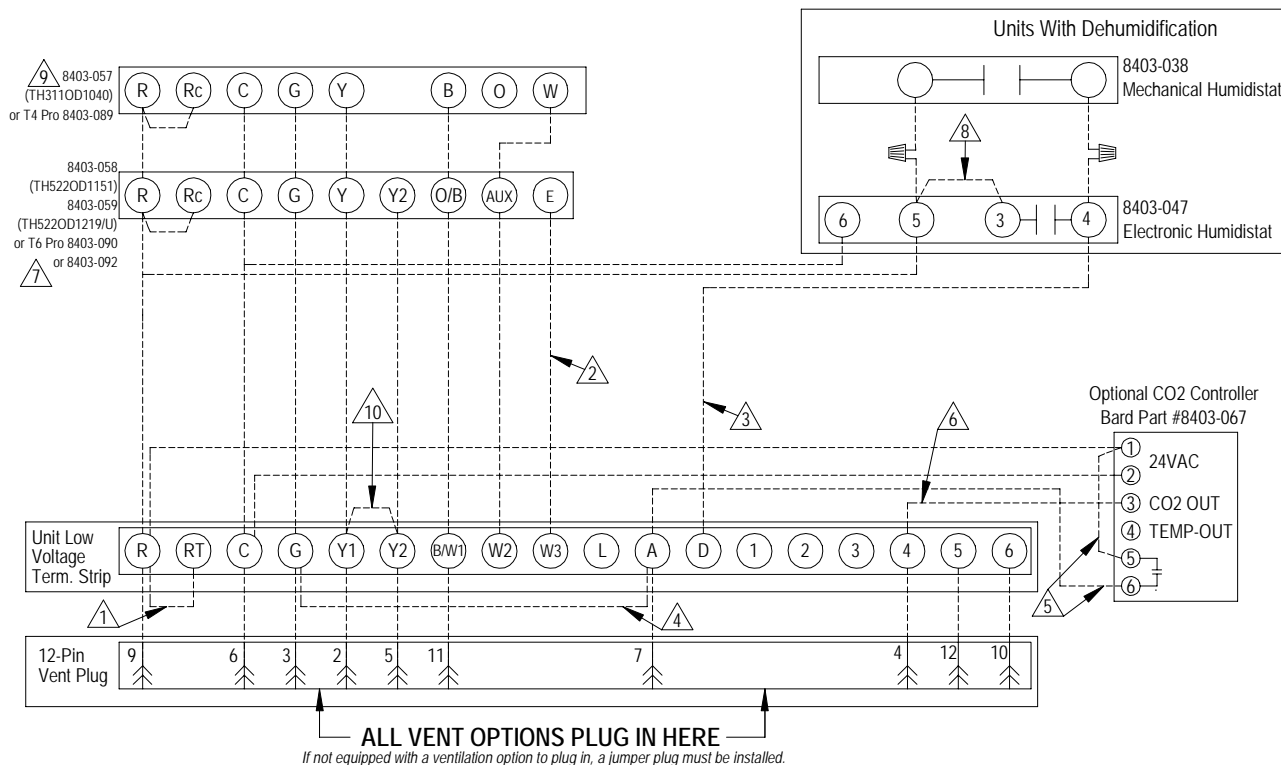 Units With Dehumidification
9 8403-057
(TH311OD1040)
or T4 Pro 8403-089
R Rc C G Y B O W
8403-038
Mechanical Humidistat
8
8403-058
(TH522OD1151)
8403-059
(TH522OD1219/U)
or T6 Pro 8403-090
or 8403-092
7
R Rc C G Y Y2 O/B AUX E
6 5 3 4
8403-047
Electronic Humidistat
2
10
3
6
Optional CO2 Controller
Bard Part #8403-067
1
24VAC
2
3 CO2 OUT
4 TEMP-OUT
5
6
5
Unit Low
Voltage
Term. Strip
R RT C G Y1 Y2 B/W1 W2 W3 L A D 1 2 3 4 5 6
1
4
12-Pin
Vent Plug
9 6 3 2 5 11 7 4 12 10
ALL VENT OPTIONS PLUG IN HERE
If not equipped with a ventilation option to plug in, a jumper plug must be installed.